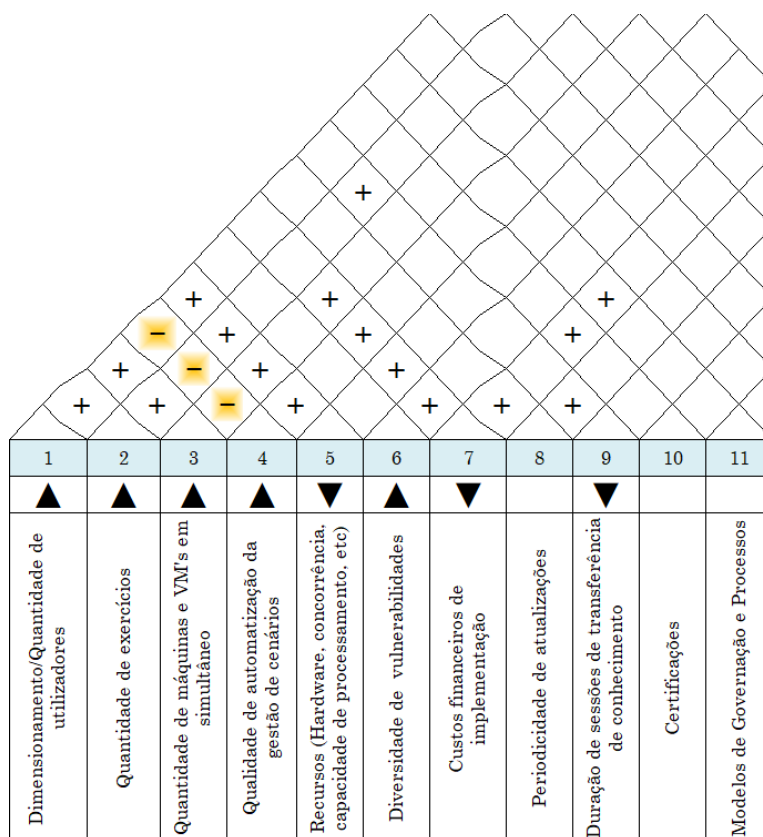 +
+ +
+ +
− + + +
+ − + +
+ + − + + + +
1 2 3 4 5 6 7 8 9 10 11
▲ ▲ ▲ ▲ ▼ ▲ ▼ ▼
Dimensionamento/Quantidade de
utilizadores
Quantidade de exercícios
Quantidade de máquinas e VM's em
simultâneo
Qualidade de automatização da
gestão de cenários
Recursos (Hardware, concorrência,
capacidade de processamento, etc)
Diversidade de vulnerabilidades
Custos financeiros de
implementação
Periodicidade de atualizações
Duração de sessões de transferência
de conhecimento
Certificações
Modelos de Governação e Processos